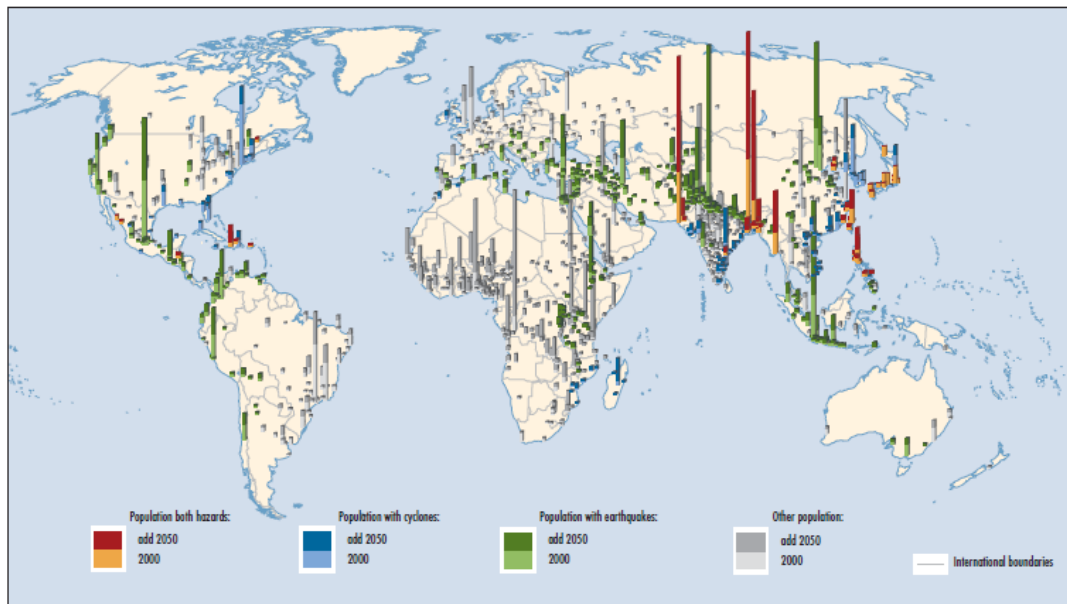 Population both hazards:
add 2050
2000
Population with cyclones:
add 2050
2000
Population with earthquakes:
add 2050
2000
Other population:
add 2050
2000
International boundaries